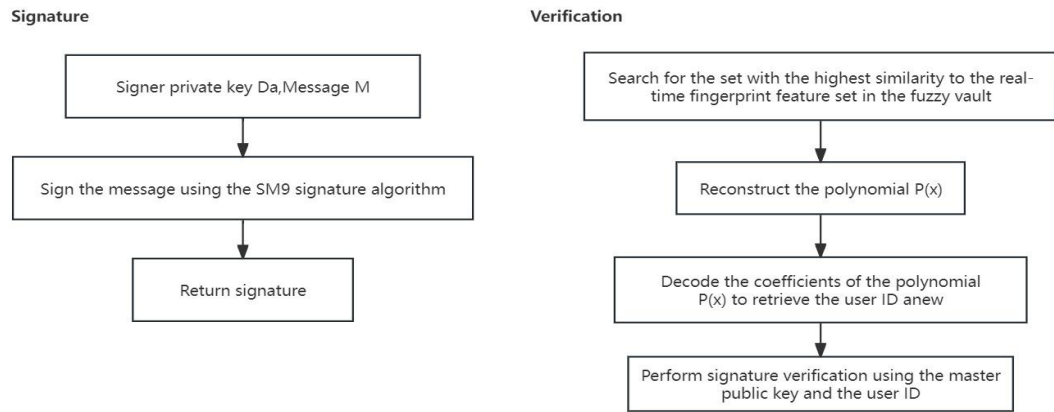 Signature
Signer private key Da,Message M
Sign the message using the SM9 signature algorithm
Return signature
Verification
Search for the set with the highest similarity to the real-
time fingerprint feature set in the fuzzy vault
Reconstruct the polynomial P(x)
Decode the coefficients of the polynomial
P(x) to retrieve the user ID anew
Perform signature verification using the master
public key and the user ID